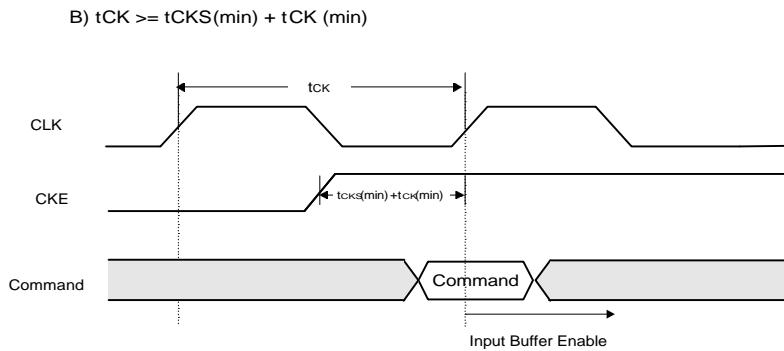 B) tCK >= tCKS(min) + tCK (min)
tCK
CLK
CKE
tCKS(min)+tCK(min)
Command
Command
Input Buffer Enable